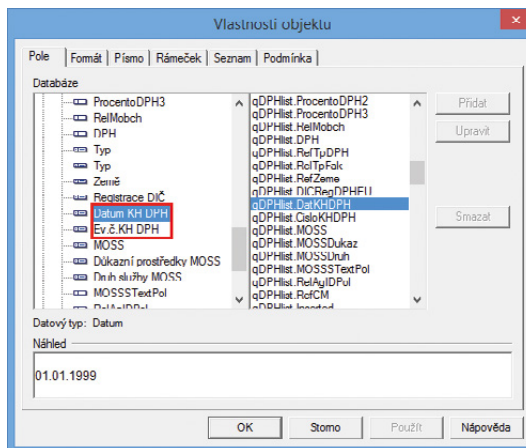 Vlastnosti objektu
Pole Formát Písmo Rámeček Seznam Podmínka
Databáze
ProcentoDPH3
RelMobch
DPH
Typ
Typ
Země
Registrace DIČ
Datum KH DPH
Ev.č.KH DPH
MOSS
Důkazní prostředky MOSS
Druh služby MOSS
MOSSSTextPol
RelAgIDPol
qDPHlist.ProcentoDPH2
qDPHlist.ProcentoDPH3
qDPHlist.RelMobch
qDPHlist.DPH
qDPHlist.RefTpDPH
qDPHlist.RelTpFak
qDPHlist.RefZeme
qDPHlist.DICRegDPHEU
qDPHlist.DatKHDPH
qDPHlist.CisloKHDPH
qDPHlist.MOSS
qDPHlist.MOSSDukaz
qDPHlist.MOSSDruh
qDPHlist.MOSSSTextPol
qDPHlist.RelAgIDPol
qDPHlist.RefCM
qDPHlist.Inserted
Přidat
Upravit
Smazat
Datový typ: Datum
Náhled
01.01.1999
OK Storno Použít Nápověda